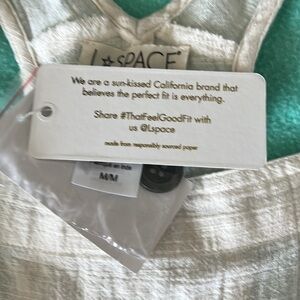 L★SPACE
We are a sun-kissed California brand that
believes the perfect fit is everything.
Share #ThatFeelGoodFit with
us @Lspace
made from responsibly sourced paper
M/M